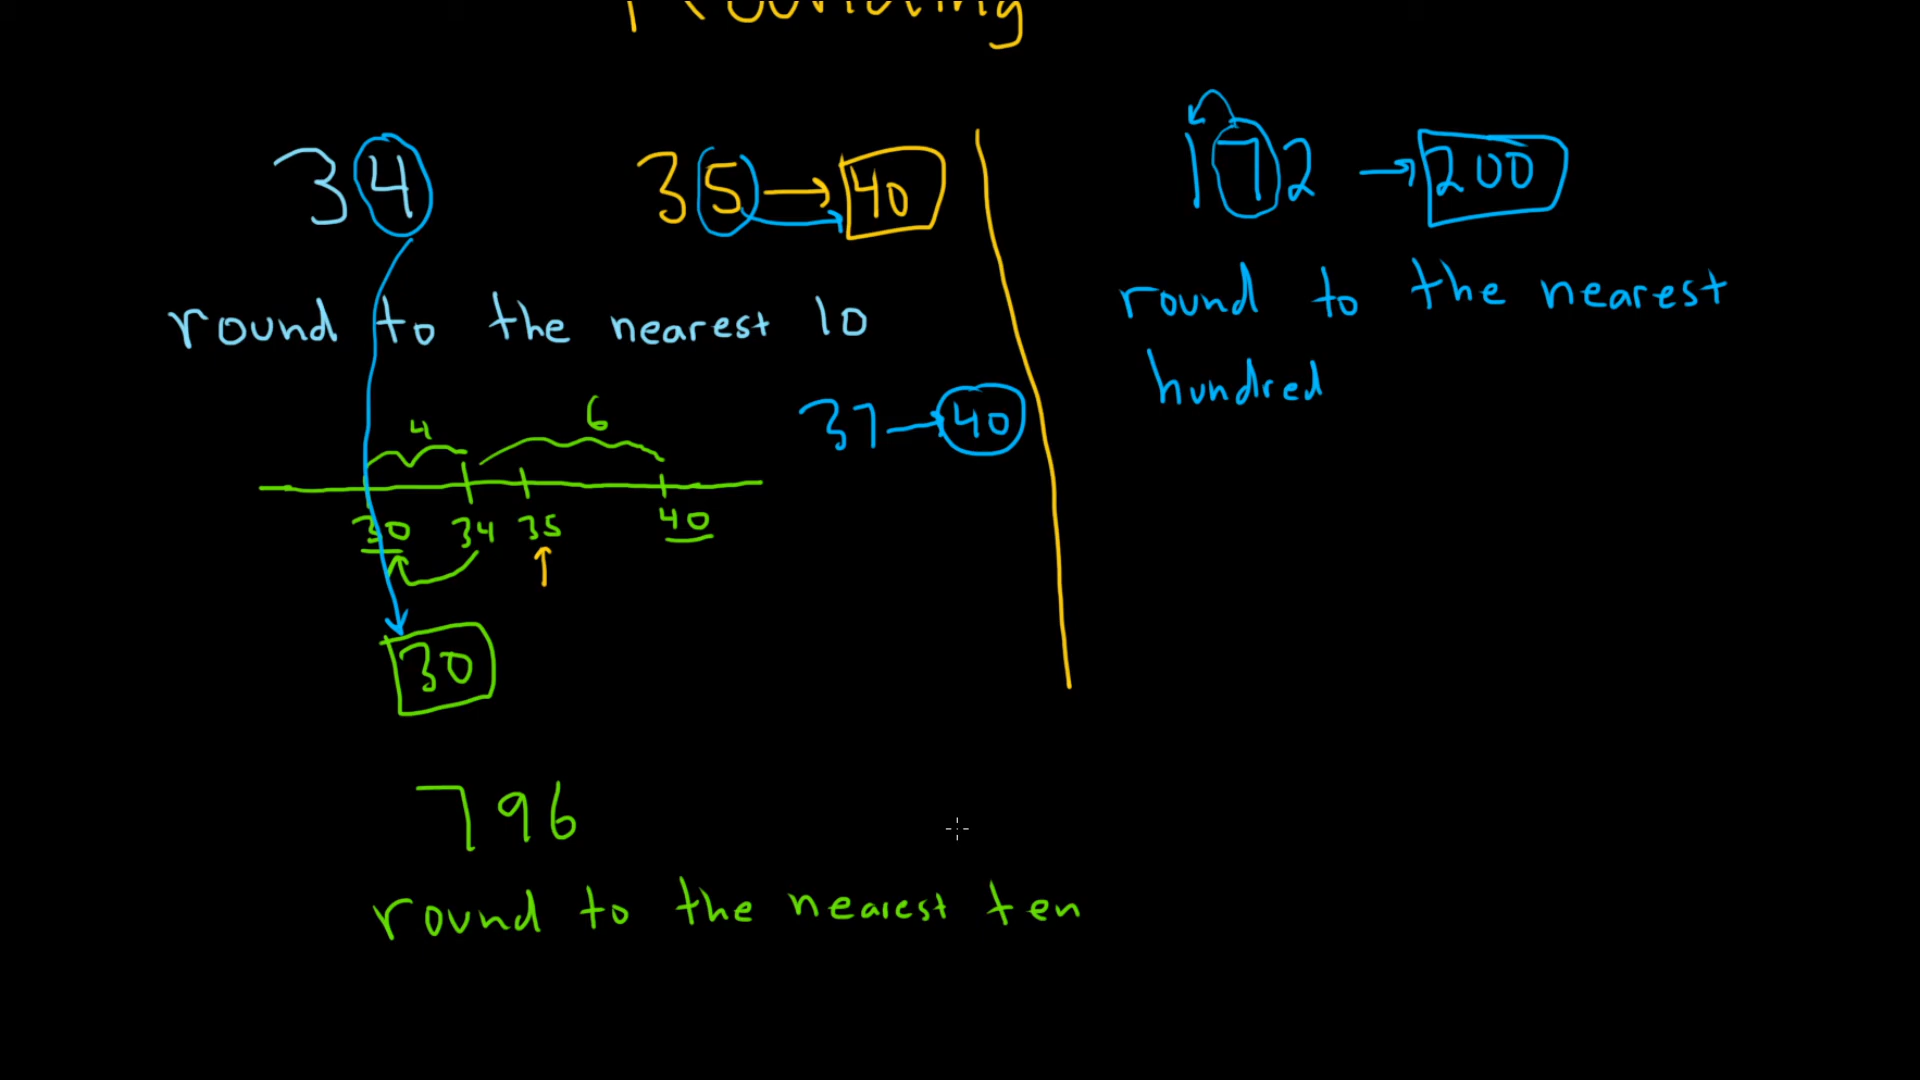 Rounding
34
35 → 40
round to the nearest 10
4
6
37 → 40
30 34 35 40
30
172 → 200
round to the nearest
hundred
796
round to the nearest ten